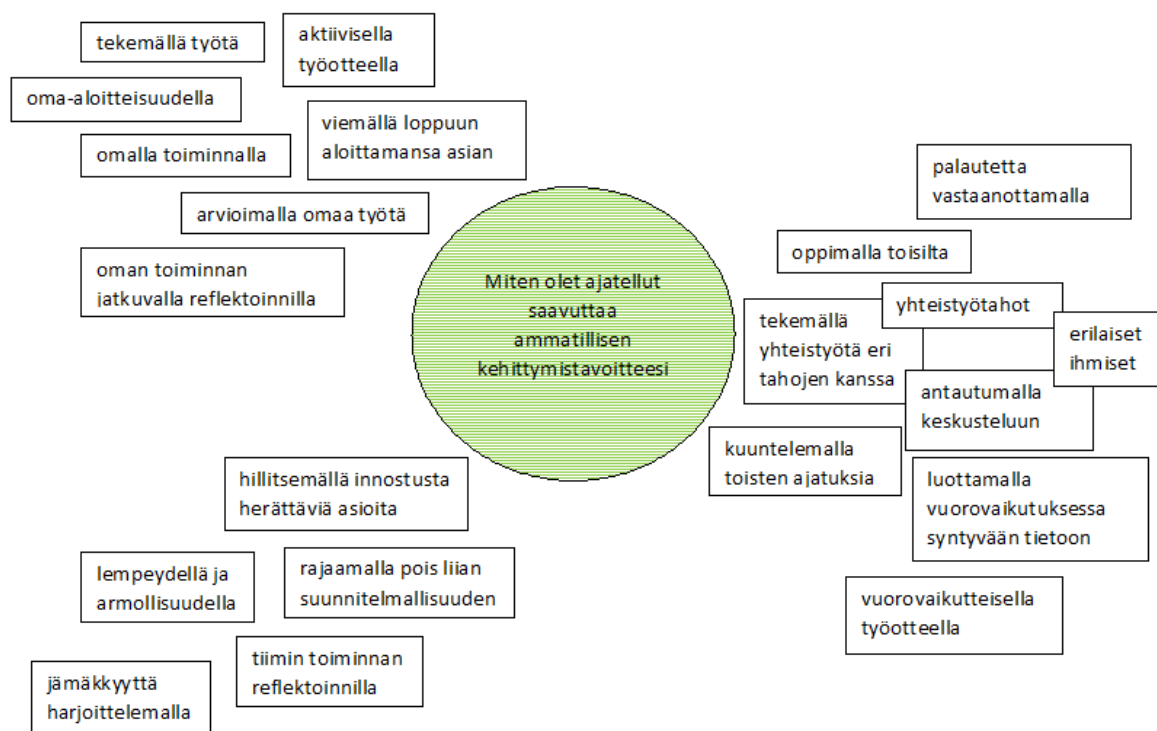 tekemällä työtä
aktiivisella
työotteella
oma-aloitteisuudella
viemällä loppuun
aloittamansa asian
omalla toiminnalla
arvioimalla omaa työtä
oman toiminnan
jatkuvalla reflektoinnilla
Miten olet ajatellut
saavuttaa
ammatillisen
kehittymistavoitteesi
palautetta
vastaanottamalla
oppimalla toisilta
yhteistyötahot
erilaiset
ihmiset
tekemällä
yhteistyötä eri
tahojen kanssa
antautumalla
keskusteluun
kuuntelemalla
toisten ajatuksia
luottamalla
vuorovaikutuksessa
syntyvään tietoon
vuorovaikutteisella
työotteella
hillitsemällä innostusta
herättäviä asioita
lempeydellä ja
armollisuudella
rajaamalla pois liian
suunnitelmallisuuden
tiimin toiminnan
reflektoinnilla
jämäkkyyttä
harjoittelemalla